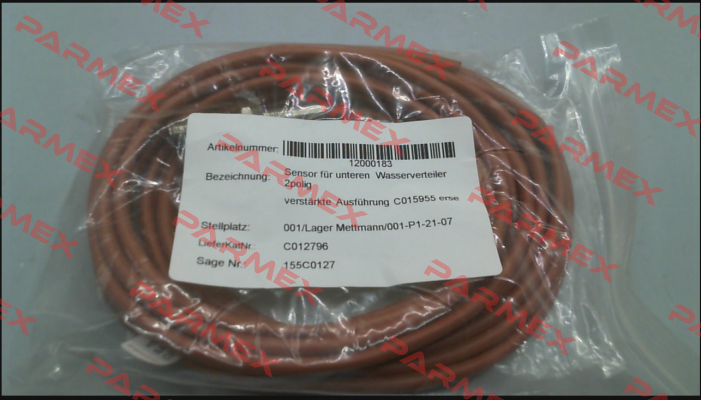 Artikelnummer:
12000183
Bezeichnung: Sensor für unteren Wasserverteiler
2polig
verstärkte Ausführung C015955 erse
Stellplatz: 001/Lager Mettmann/001-P1-21-07
LieferKatNr.: C012796
Sage Nr.: 155C0127
PARMEX